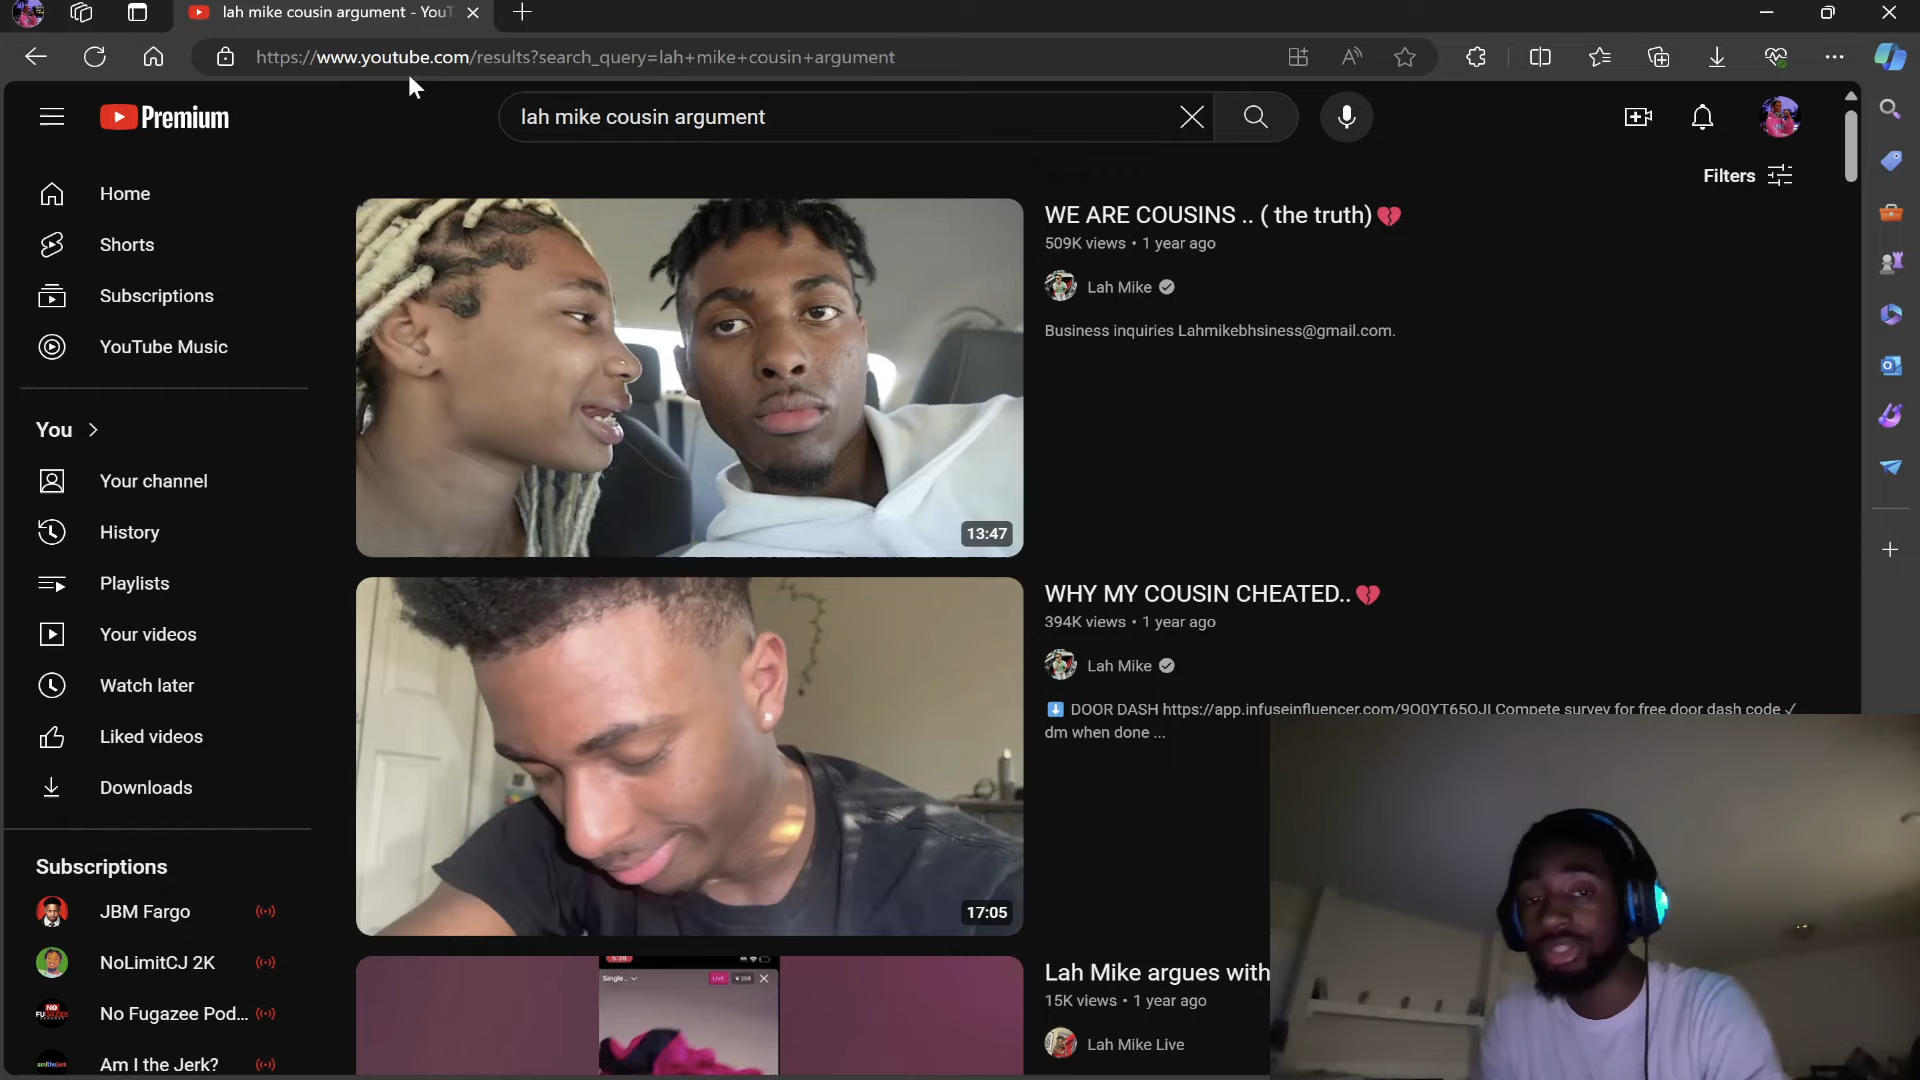 lah mike cousin argument - YouT
https://www.youtube.com/results?search_query=lah+mike+cousin+argument
Premium
lah mike cousin argument
Filters
Home
Shorts
Subscriptions
YouTube Music
You
Your channel
History
Playlists
Your videos
Watch later
Liked videos
Downloads
Subscriptions
JBM Fargo
NoLimitCJ 2K
No Fugazee Pod...
Am I the Jerk?
13:47
WE ARE COUSINS .. ( the truth)💔
509K views • 1 year ago
Lah Mike
Business inquiries Lahmikebhsiness@gmail.com.
17:05
WHY MY COUSIN CHEATED..💔
394K views • 1 year ago
Lah Mike
⬇️ DOOR DASH https://app.infuseinfluencer.com/9O0YT65OJI Compete survey for free door dash code ✓
dm when done ...
5:38
Single..
LIVE
208
Lah Mike argues with
15K views • 1 year ago
Lah Mike Live